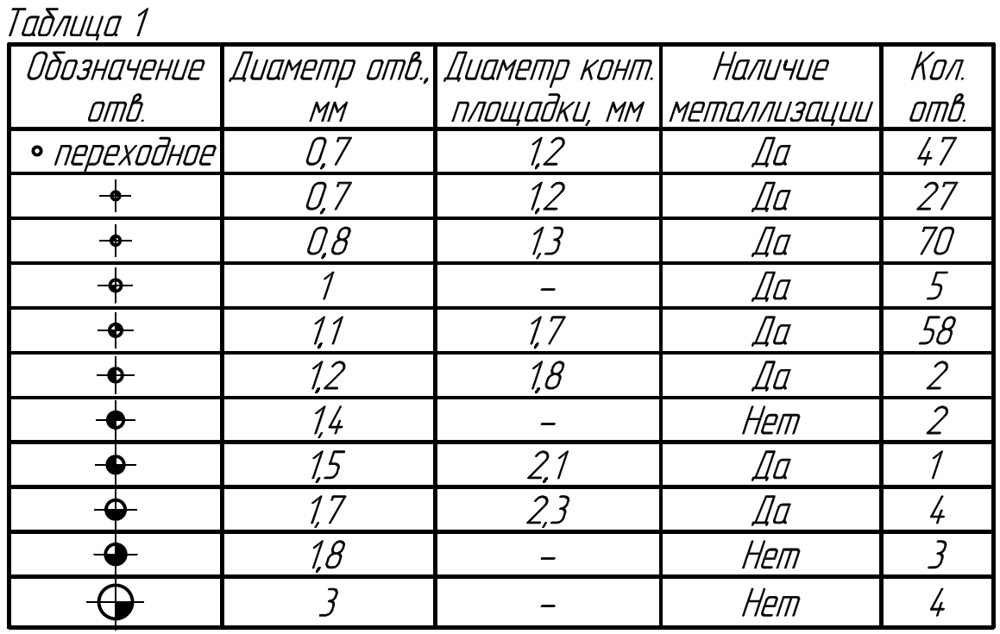 Таблица 1
Обозначение отв. Диаметр отв., мм Диаметр конт. площадки, мм Наличие металлизации Кол. отв.
переходное 0,7 1,2 Да 47
0,7 1,2 Да 27
0,8 1,3 Да 70
1 – Да 5
1,1 1,7 Да 58
1,2 1,8 Да 2
1,4 – Нет 2
1,5 2,1 Да 1
1,7 2,3 Да 4
1,8 – Нет 3
3 – Нет 4